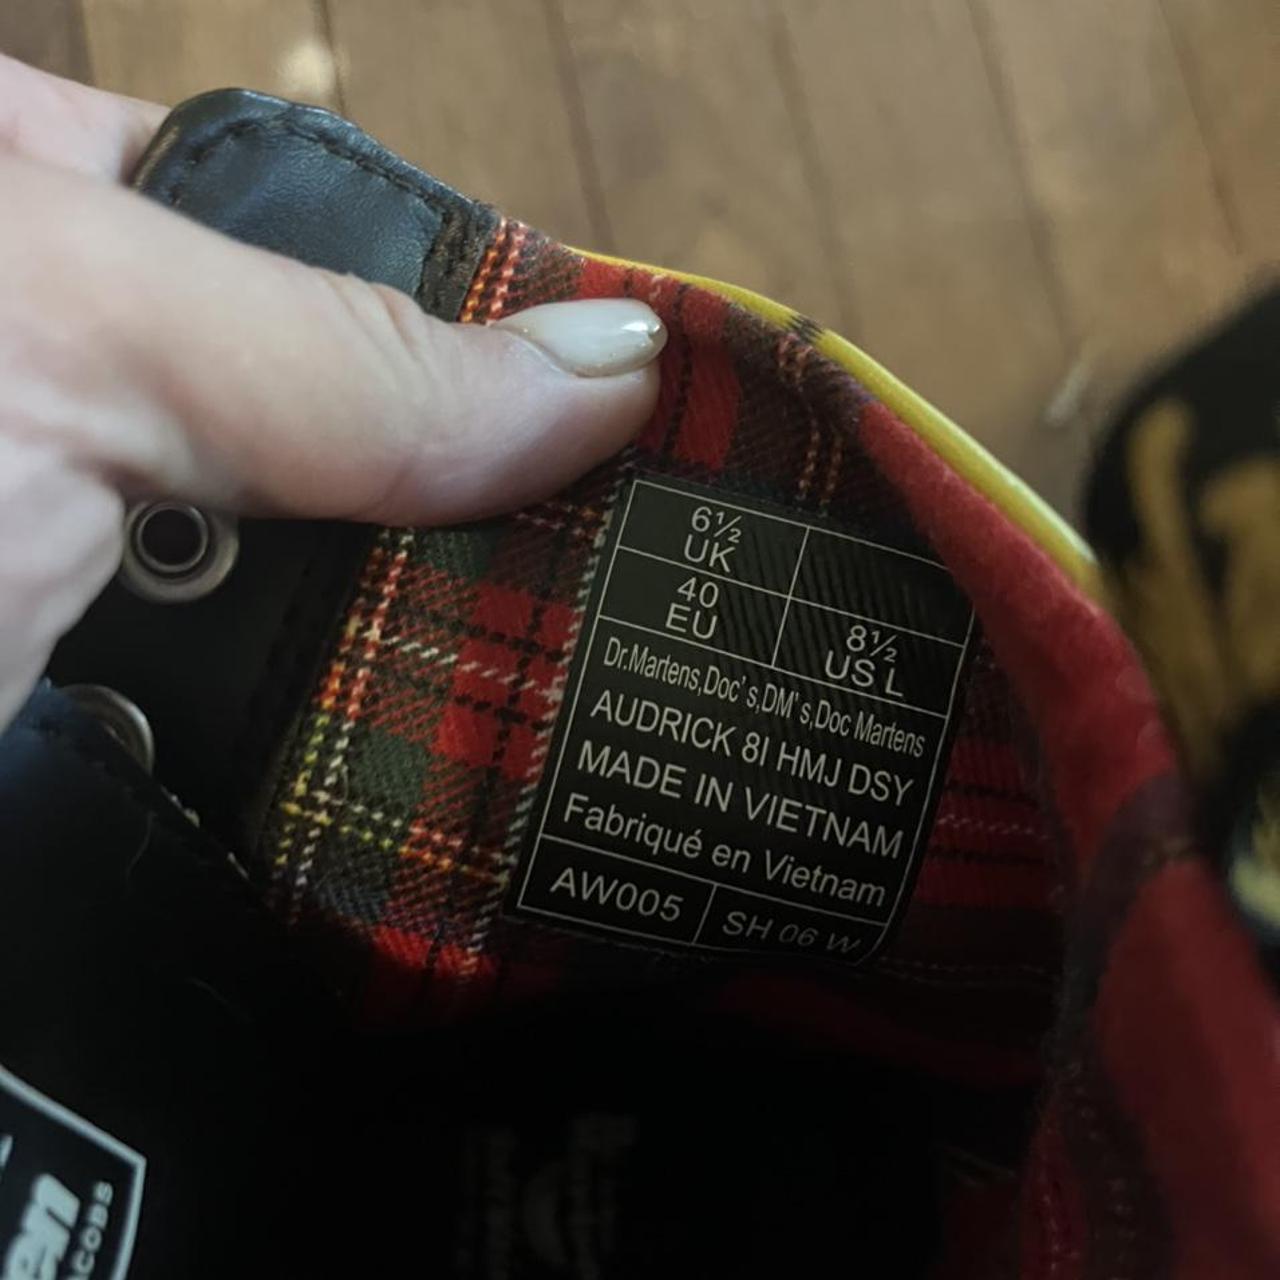 6½
UK
40
EU
8½
US L
Dr.Martens,Doc's,DM's,Doc Martens
AUDRICK 8I HMJ DSY
MADE IN VIETNAM
Fabriqué en Vietnam
AW005
SH 06 W